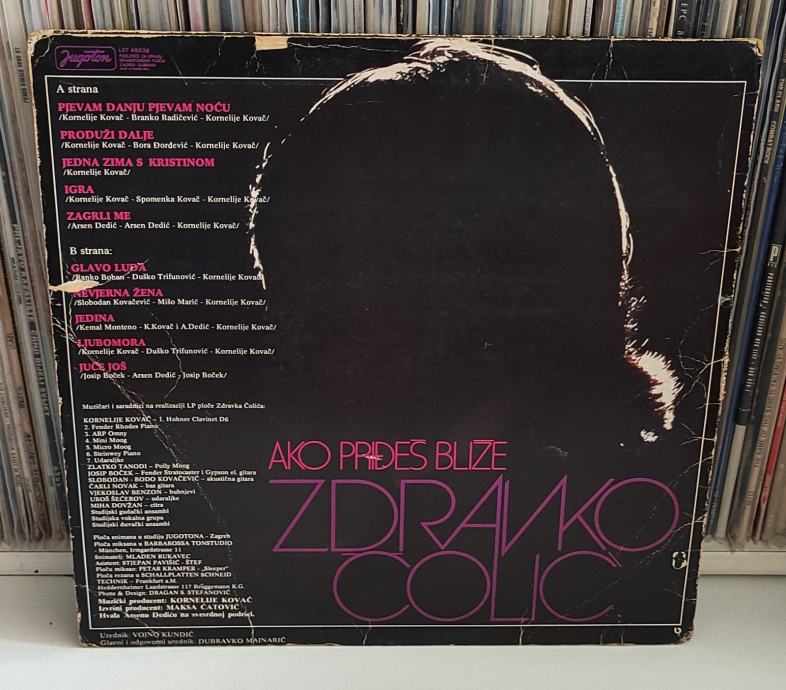 Jugoton
LSY 68038
A strana
PJEVAM DANJU PJEVAM NOĆU
/Kornelije Kovač - Branko Radičević - Kornelije Kovač/
PRODUŽI DALJE
/Kornelije Kovač - Bora Đorđević - Kornelije Kovač/
JEDNA ZIMA S KRISTINOM
/Kornelije Kovač/
IGRA
/Kornelije Kovač - Spomenka Kovač - Kornelije Kovač/
ZAGRLI ME
/Arsen Dedić - Arsen Dedić - Kornelije Kovač/
B strana:
GLAVO LUDA
/Ranko Boban - Duško Trifunović - Kornelije Kovač/
NEVJERNA ŽENA
/Slobodan Kovačević - Mišo Marić - Kornelije Kovač/
JEDINA
/Kemal Monteno - K.Kovač i A.Dedić - Kornelije Kovač/
LJUBOMORA
/Kornelije Kovač - Duško Trifunović - Kornelije Kovač/
JUČE JOŠ
/Josip Boček - Arsen Dedić - Josip Boček/
Muzičari i saradnici na realizaciji LP ploče Zdravka Čolića:
KORNELIJE KOVAČ – 1. Hohner Clavinet D6
2. Fender Rhodes Piano
3. ARP Omny
4. Mini Moog
5. Micro Moog
6. Steinwey Piano
7. Udaraljke
ZLATKO TANODI - Polly Moog
JOSIP BOČEK – Fender Stratocaster i Gypson el. gitara
SLOBODAN - BODO KOVAČEVIĆ – akustična gitara
ČARLI NOVAK – bas gitara
VJEKOSLAV BENZON – bubnjevi
UROŠ ŠEĆEROV – udaraljke
MIHA DOVŽAN – citra
Studijski gudački ansambl
Studijska vokalna grupa
Studijski duvački ansambl
Ploča snimana u studiju JUGOTONA - Zagreb
Ploča miksana u BARBAROSSA TONSTUDIO
- München, Irmgardstrasse 11
Snimatelj: MLADEN RUKAVEC
Asistent: STJEPAN PAVIŠIĆ - ŠTEF
Ploču miksao: PETAR KRAMPER - „Sleeper"
Ploča rezana u SCHALLPLATTEN SCHNEID
TECHNIK – Frankfurt a.M.
Heddernheimer Landstrasse 117 Brüggemann K.G.
Photo & Design: DRAGAN S. STEFANOVIĆ
Muzički producent: KORNELIJE KOVAČ
Izvršni producent: MAKSA ĆATOVIĆ
Hvala Arsenu Dediću na svesrdnoj podršci.
Urednik: VOJNO KUNDIĆ
Glavni i odgovorni urednik: DUBRAVKO MAJNARIĆ
AKO PRIĐEŠ BLIŽE
ZDRAVKO
ČOLIĆ